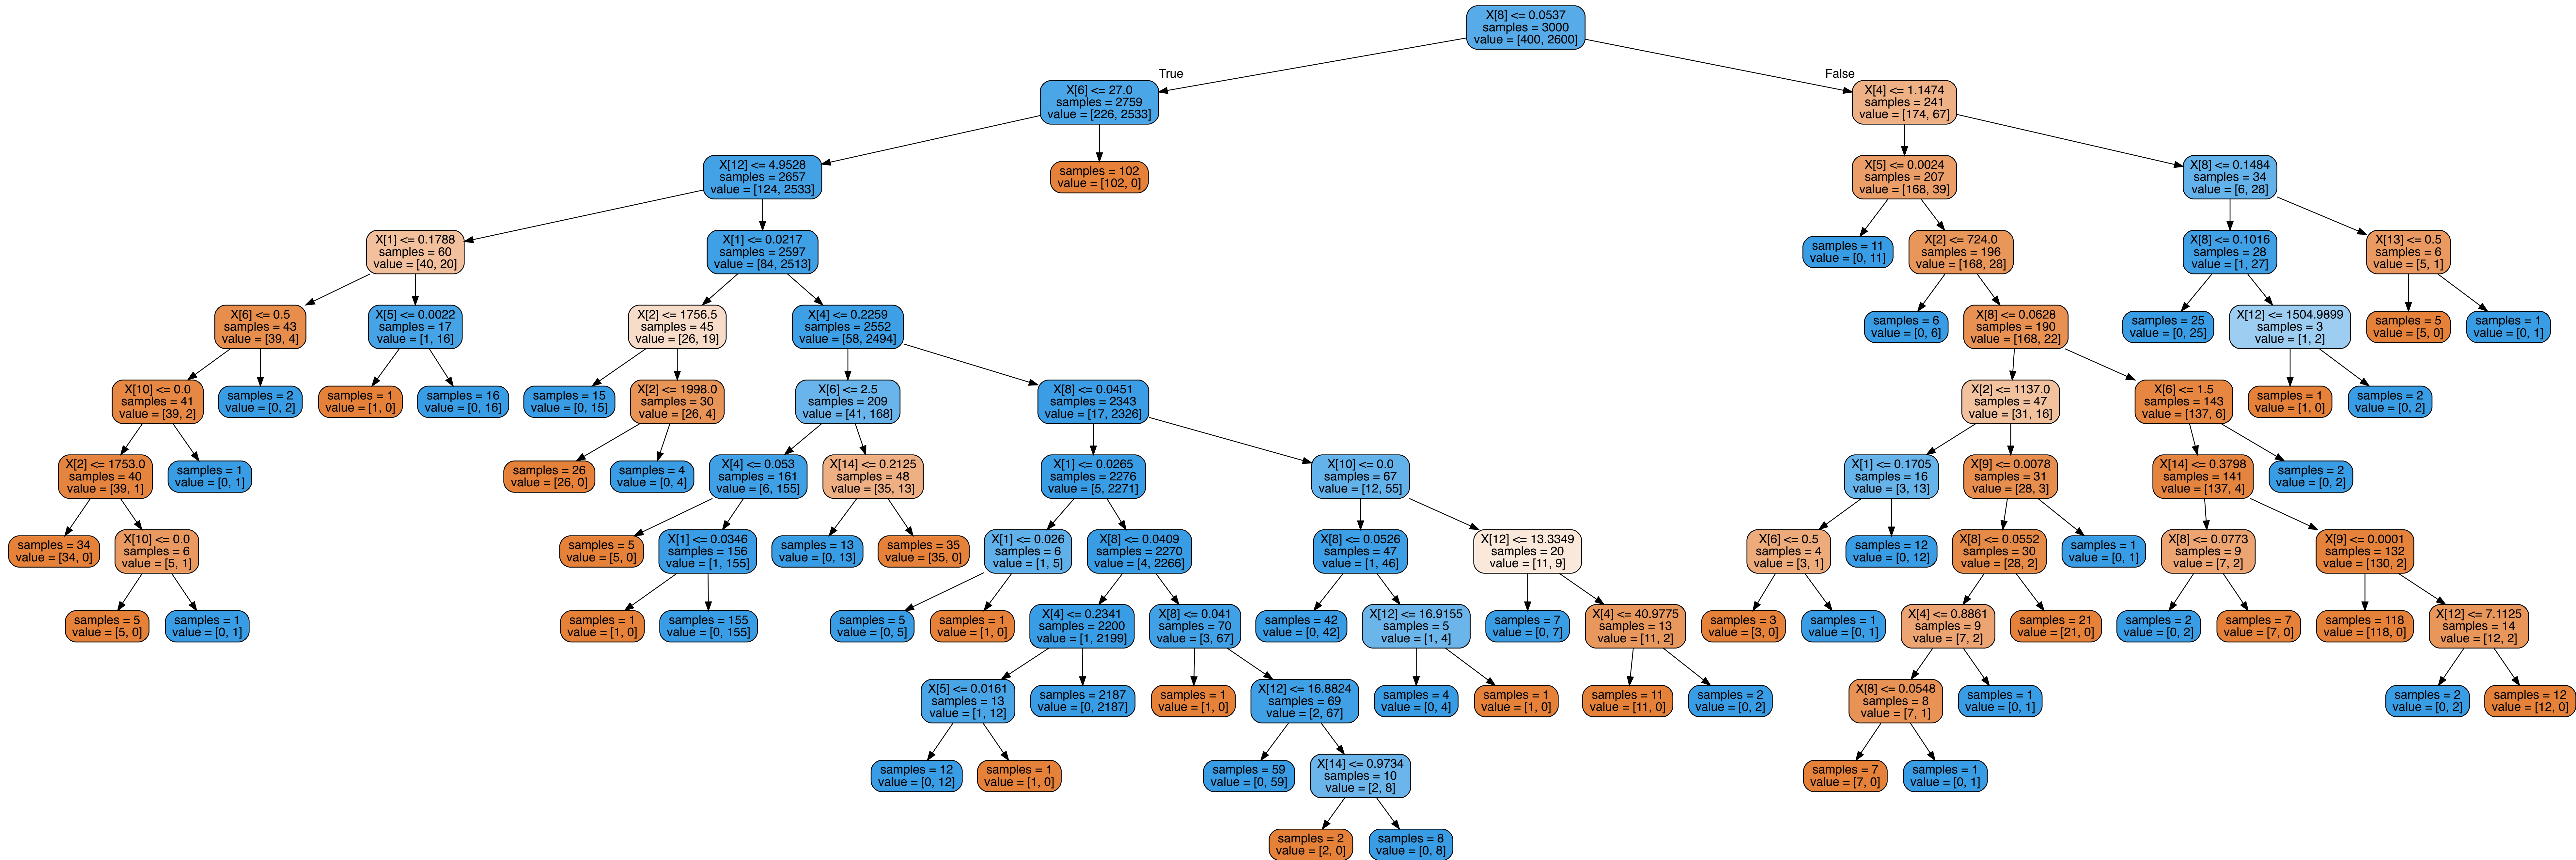 X[8] <= 0.0537
samples = 3000
value = [400, 2600]
True
False
X[6] <= 27.0
samples = 2759
value = [226, 2533]
X[4] <= 1.1474
samples = 241
value = [174, 67]
X[12] <= 4.9528
samples = 2657
value = [124, 2533]
samples = 102
value = [102, 0]
X[5] <= 0.0024
samples = 207
value = [168, 39]
X[8] <= 0.1484
samples = 34
value = [6, 28]
X[1] <= 0.1788
samples = 60
value = [40, 20]
X[1] <= 0.0217
samples = 2597
value = [84, 2513]
samples = 11
value = [0, 11]
X[2] <= 724.0
samples = 196
value = [168, 28]
X[8] <= 0.1016
samples = 28
value = [1, 27]
X[13] <= 0.5
samples = 6
value = [5, 1]
X[6] <= 0.5
samples = 43
value = [39, 4]
X[5] <= 0.0022
samples = 17
value = [1, 16]
X[2] <= 1756.5
samples = 45
value = [26, 19]
X[4] <= 0.2259
samples = 2552
value = [58, 2494]
samples = 6
value = [0, 6]
X[8] <= 0.0628
samples = 190
value = [168, 22]
samples = 25
value = [0, 25]
X[12] <= 1504.9899
samples = 3
value = [1, 2]
samples = 5
value = [5, 0]
samples = 1
value = [0, 1]
X[10] <= 0.0
samples = 41
value = [39, 2]
samples = 2
value = [0, 2]
samples = 1
value = [1, 0]
samples = 16
value = [0, 16]
samples = 15
value = [0, 15]
X[2] <= 1998.0
samples = 30
value = [26, 4]
X[6] <= 2.5
samples = 209
value = [41, 168]
X[8] <= 0.0451
samples = 2343
value = [17, 2326]
X[2] <= 1137.0
samples = 47
value = [31, 16]
X[6] <= 1.5
samples = 143
value = [137, 6]
samples = 1
value = [1, 0]
samples = 2
value = [0, 2]
X[2] <= 1753.0
samples = 40
value = [39, 1]
samples = 1
value = [0, 1]
samples = 26
value = [26, 0]
samples = 4
value = [0, 4]
X[4] <= 0.053
samples = 161
value = [6, 155]
X[14] <= 0.2125
samples = 48
value = [35, 13]
X[1] <= 0.0265
samples = 2276
value = [5, 2271]
X[10] <= 0.0
samples = 67
value = [12, 55]
X[1] <= 0.1705
samples = 16
value = [3, 13]
X[9] <= 0.0078
samples = 31
value = [28, 3]
X[14] <= 0.3798
samples = 141
value = [137, 4]
samples = 2
value = [0, 2]
samples = 34
value = [34, 0]
X[10] <= 0.0
samples = 6
value = [5, 1]
samples = 5
value = [5, 0]
X[1] <= 0.0346
samples = 156
value = [1, 155]
samples = 13
value = [0, 13]
samples = 35
value = [35, 0]
X[1] <= 0.026
samples = 6
value = [1, 5]
X[8] <= 0.0409
samples = 2270
value = [4, 2266]
X[8] <= 0.0526
samples = 47
value = [1, 46]
X[12] <= 13.3349
samples = 20
value = [11, 9]
X[6] <= 0.5
samples = 4
value = [3, 1]
samples = 12
value = [0, 12]
X[8] <= 0.0552
samples = 30
value = [28, 2]
samples = 1
value = [0, 1]
X[8] <= 0.0773
samples = 9
value = [7, 2]
X[9] <= 0.0001
samples = 132
value = [130, 2]
samples = 5
value = [5, 0]
samples = 1
value = [0, 1]
samples = 1
value = [1, 0]
samples = 155
value = [0, 155]
samples = 5
value = [0, 5]
samples = 1
value = [1, 0]
X[4] <= 0.2341
samples = 2200
value = [1, 2199]
X[8] <= 0.041
samples = 70
value = [3, 67]
samples = 42
value = [0, 42]
X[12] <= 16.9155
samples = 5
value = [1, 4]
samples = 7
value = [0, 7]
X[4] <= 40.9775
samples = 13
value = [11, 2]
samples = 3
value = [3, 0]
samples = 1
value = [0, 1]
X[4] <= 0.8861
samples = 9
value = [7, 2]
samples = 21
value = [21, 0]
samples = 2
value = [0, 2]
samples = 7
value = [7, 0]
samples = 118
value = [118, 0]
X[12] <= 7.1125
samples = 14
value = [12, 2]
X[5] <= 0.0161
samples = 13
value = [1, 12]
samples = 2187
value = [0, 2187]
samples = 1
value = [1, 0]
X[12] <= 16.8824
samples = 69
value = [2, 67]
samples = 4
value = [0, 4]
samples = 1
value = [1, 0]
samples = 11
value = [11, 0]
samples = 2
value = [0, 2]
X[8] <= 0.0548
samples = 8
value = [7, 1]
samples = 1
value = [0, 1]
samples = 2
value = [0, 2]
samples = 12
value = [12, 0]
samples = 12
value = [0, 12]
samples = 1
value = [1, 0]
samples = 59
value = [0, 59]
X[14] <= 0.9734
samples = 10
value = [2, 8]
samples = 7
value = [7, 0]
samples = 1
value = [0, 1]
samples = 2
value = [2, 0]
samples = 8
value = [0, 8]